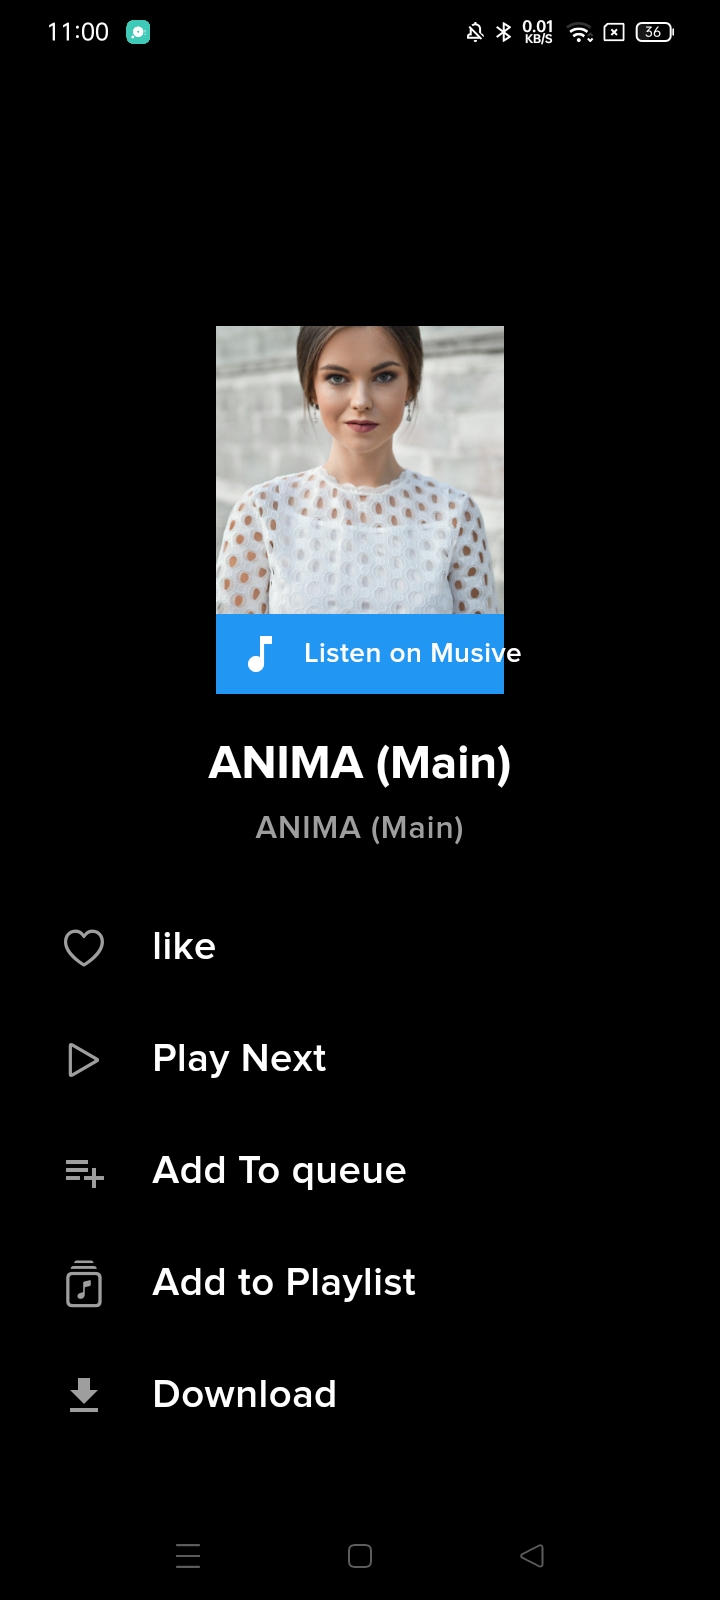 11:00
0.01
KB/S
36
Listen on Musive
ANIMA (Main)
ANIMA (Main)
like
Play Next
Add To queue
Add to Playlist
Download